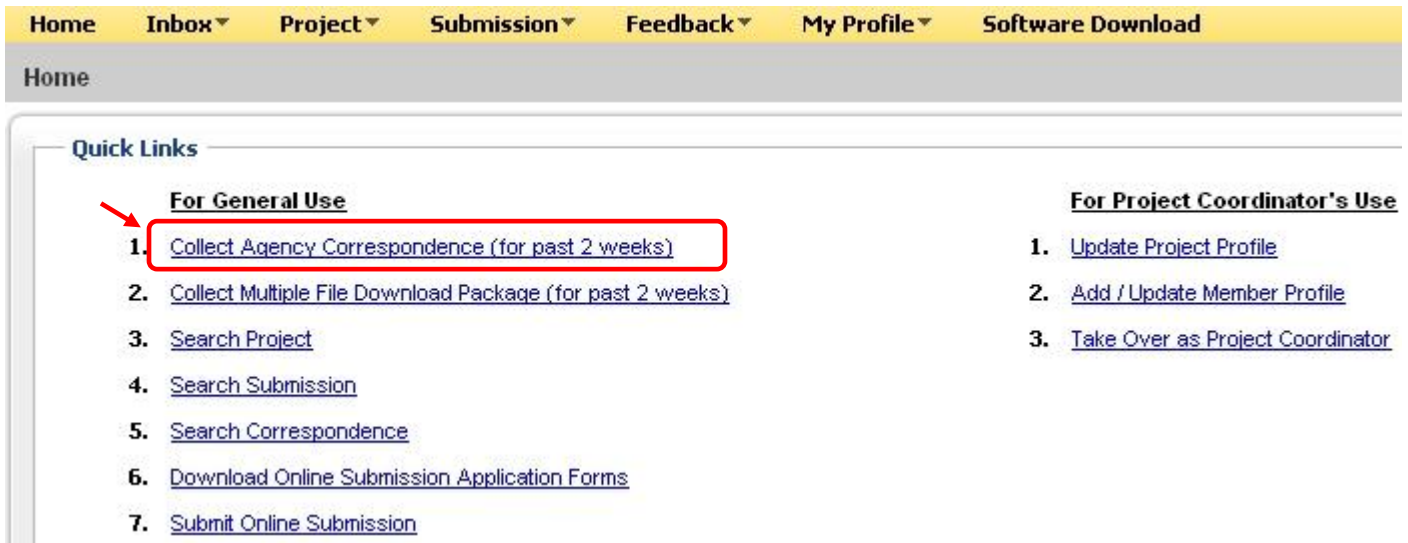 Home Inbox Project Submission Feedback My Profile Software Download
Home
Quick Links
For General Use
1. Collect Agency Correspondence (for past 2 weeks)
2. Collect Multiple File Download Package (for past 2 weeks)
3. Search Project
4. Search Submission
5. Search Correspondence
6. Download Online Submission Application Forms
7. Submit Online Submission
For Project Coordinator's Use
1. Update Project Profile
2. Add / Update Member Profile
3. Take Over as Project Coordinator